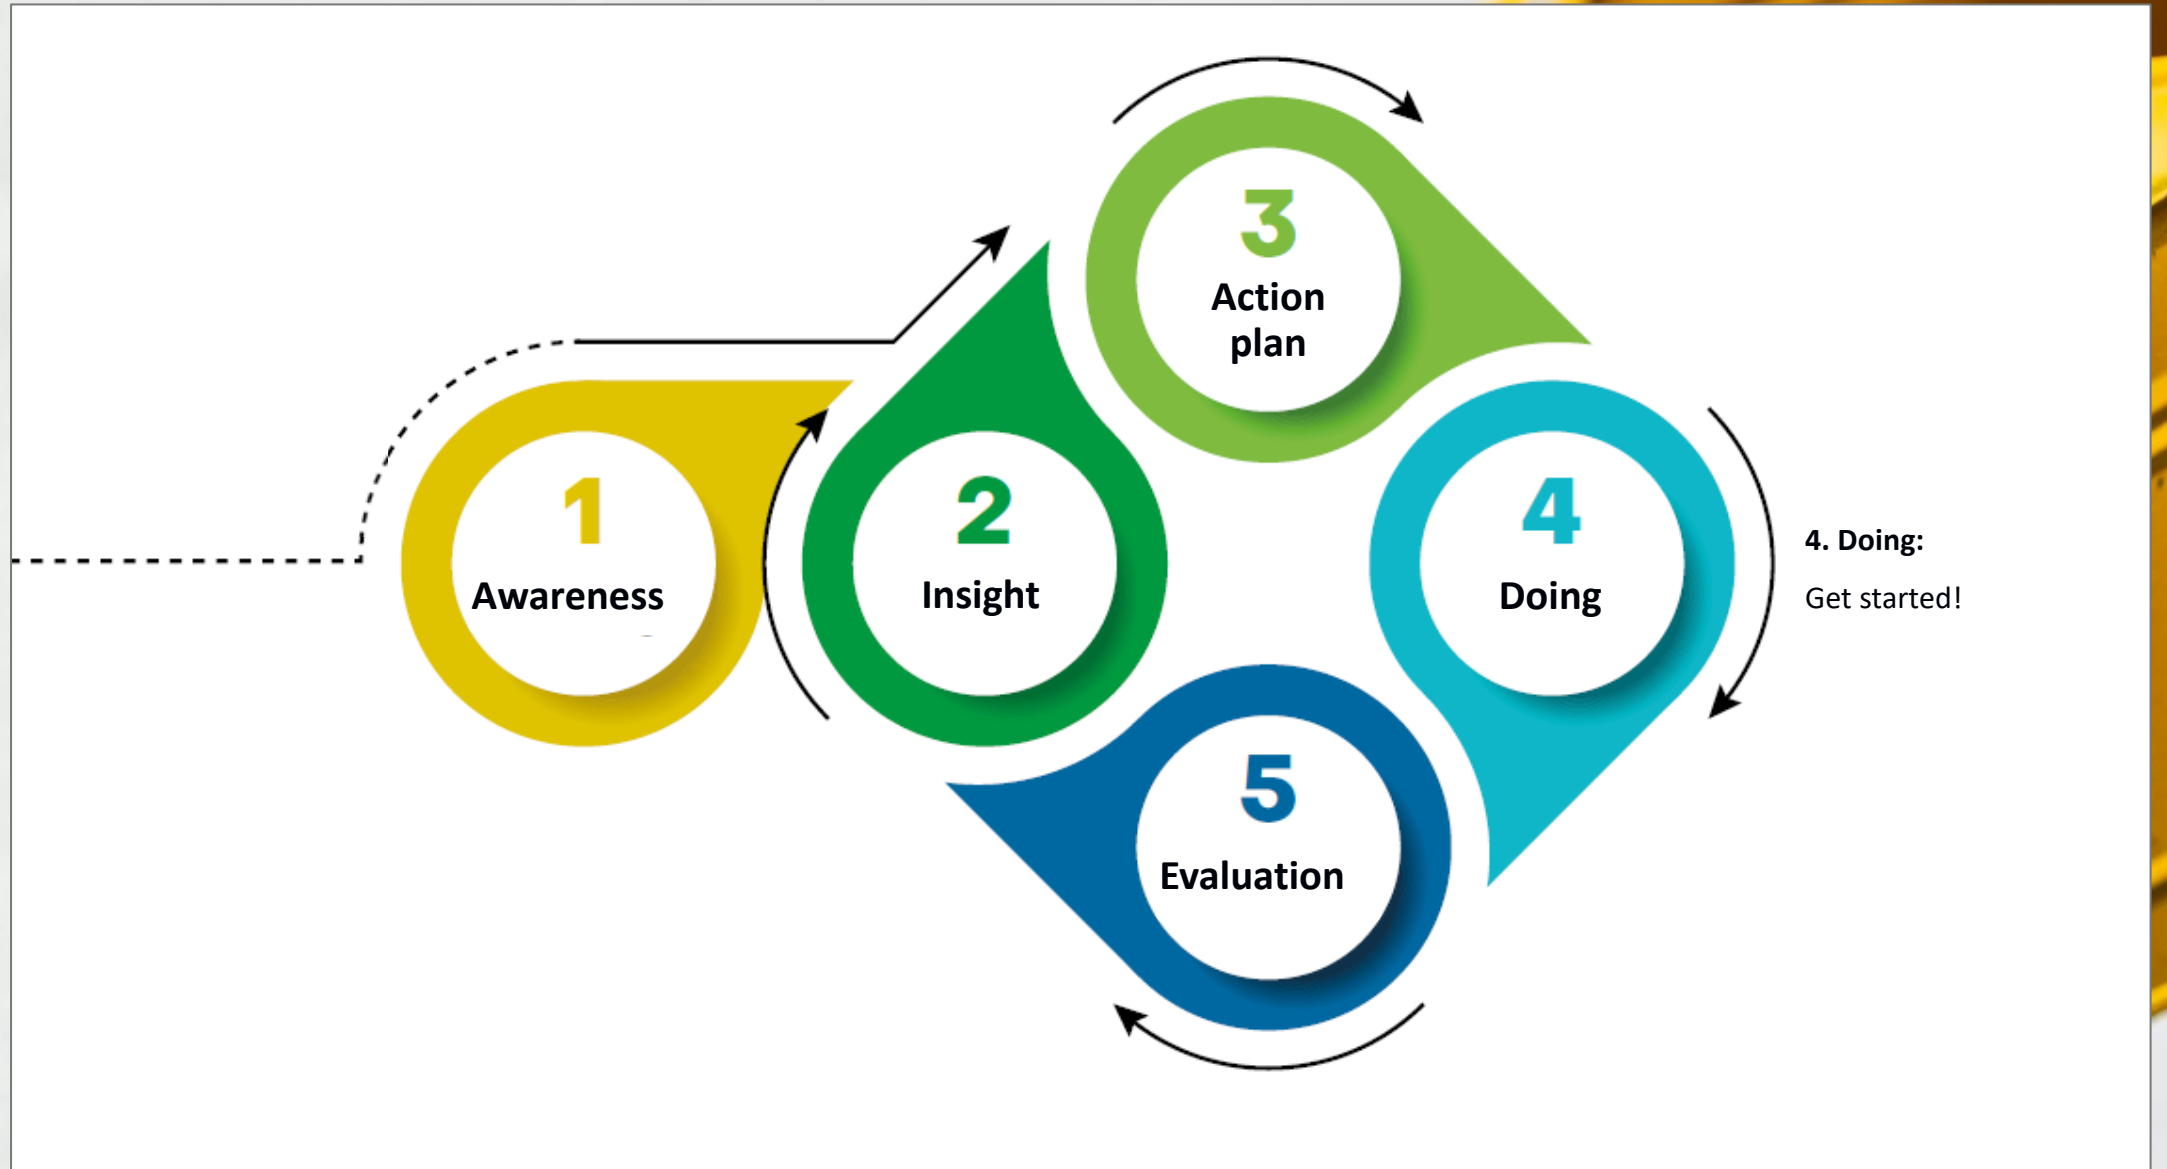 1
Awareness
2
Insight
3
Action
plan
4
Doing
4. Doing:
Get started!
5
Evaluation